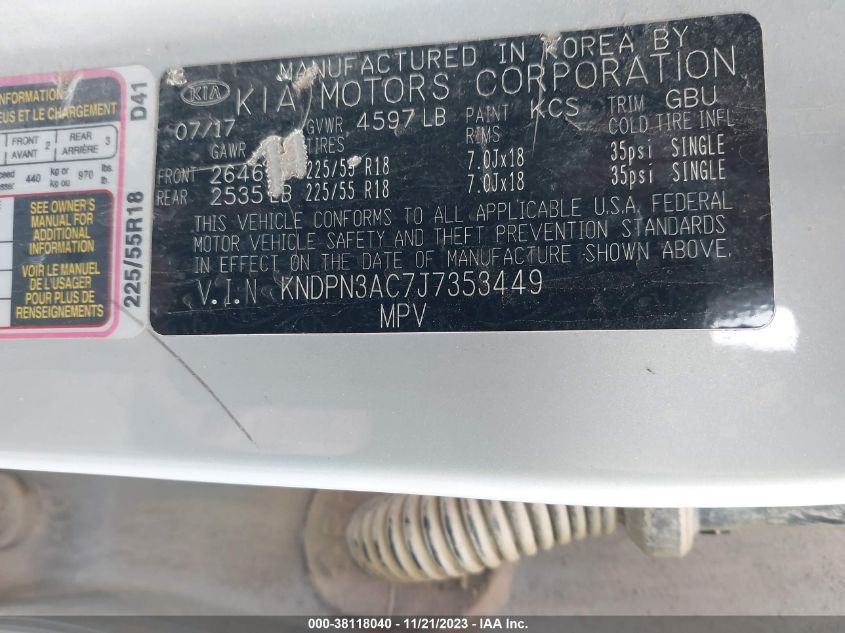 INFORMATION
EUS ET LE CHARGEMENT
D41
FRONT
AVANT 2
REAR
ARRIÈRE 3
440 kg or
kg ou 970 lbs.
lb.
SEE OWNER'S
MANUAL FOR
ADDITIONAL
INFORMATION
VOIR LE MANUEL
DE L'USAGER
POUR PLUS DE
RENSEIGNEMENTS
225/55R18
MANUFACTURED IN KOREA BY
KIA KIA MOTORS CORPORATION
07/17 GVWR 4597 LB PAINT KCS TRIM GBU
GAWR TIRES RIMS COLD TIRE INFL
FRONT 2646 225/55 R18 7.0Jx18 35psi SINGLE
REAR 2535 LB 225/55 R18 7.0Jx18 35psi SINGLE
THIS VEHICLE CONFORMS TO ALL APPLICABLE U.S.A. FEDERAL
MOTOR VEHICLE SAFETY AND THEFT PREVENTION STANDARDS
IN EFFECT ON THE DATE OF MANUFACTURE SHOWN ABOVE.
V.I.N KNDPN3AC7J7353449
MPV
000-38118040 - 11/21/2023 - IAA Inc.